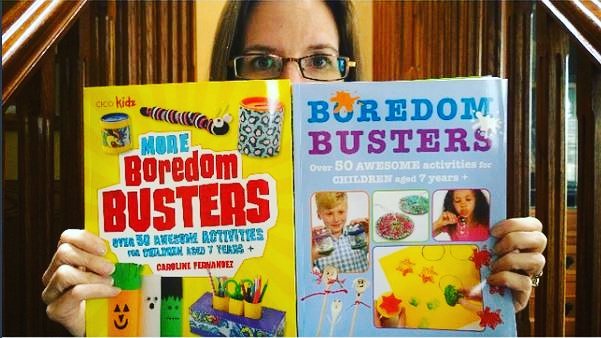 CICO kidz
MORE
Boredom
BUSTERS
OVER 50 AWESOME ACTIVITIES
FOR CHILDREN AGED 7 YEARS +
CAROLINE FERNANDEZ
BOREDOM
BUSTERS
Over 50 AWESOME activities for
CHILDREN aged 7 years +